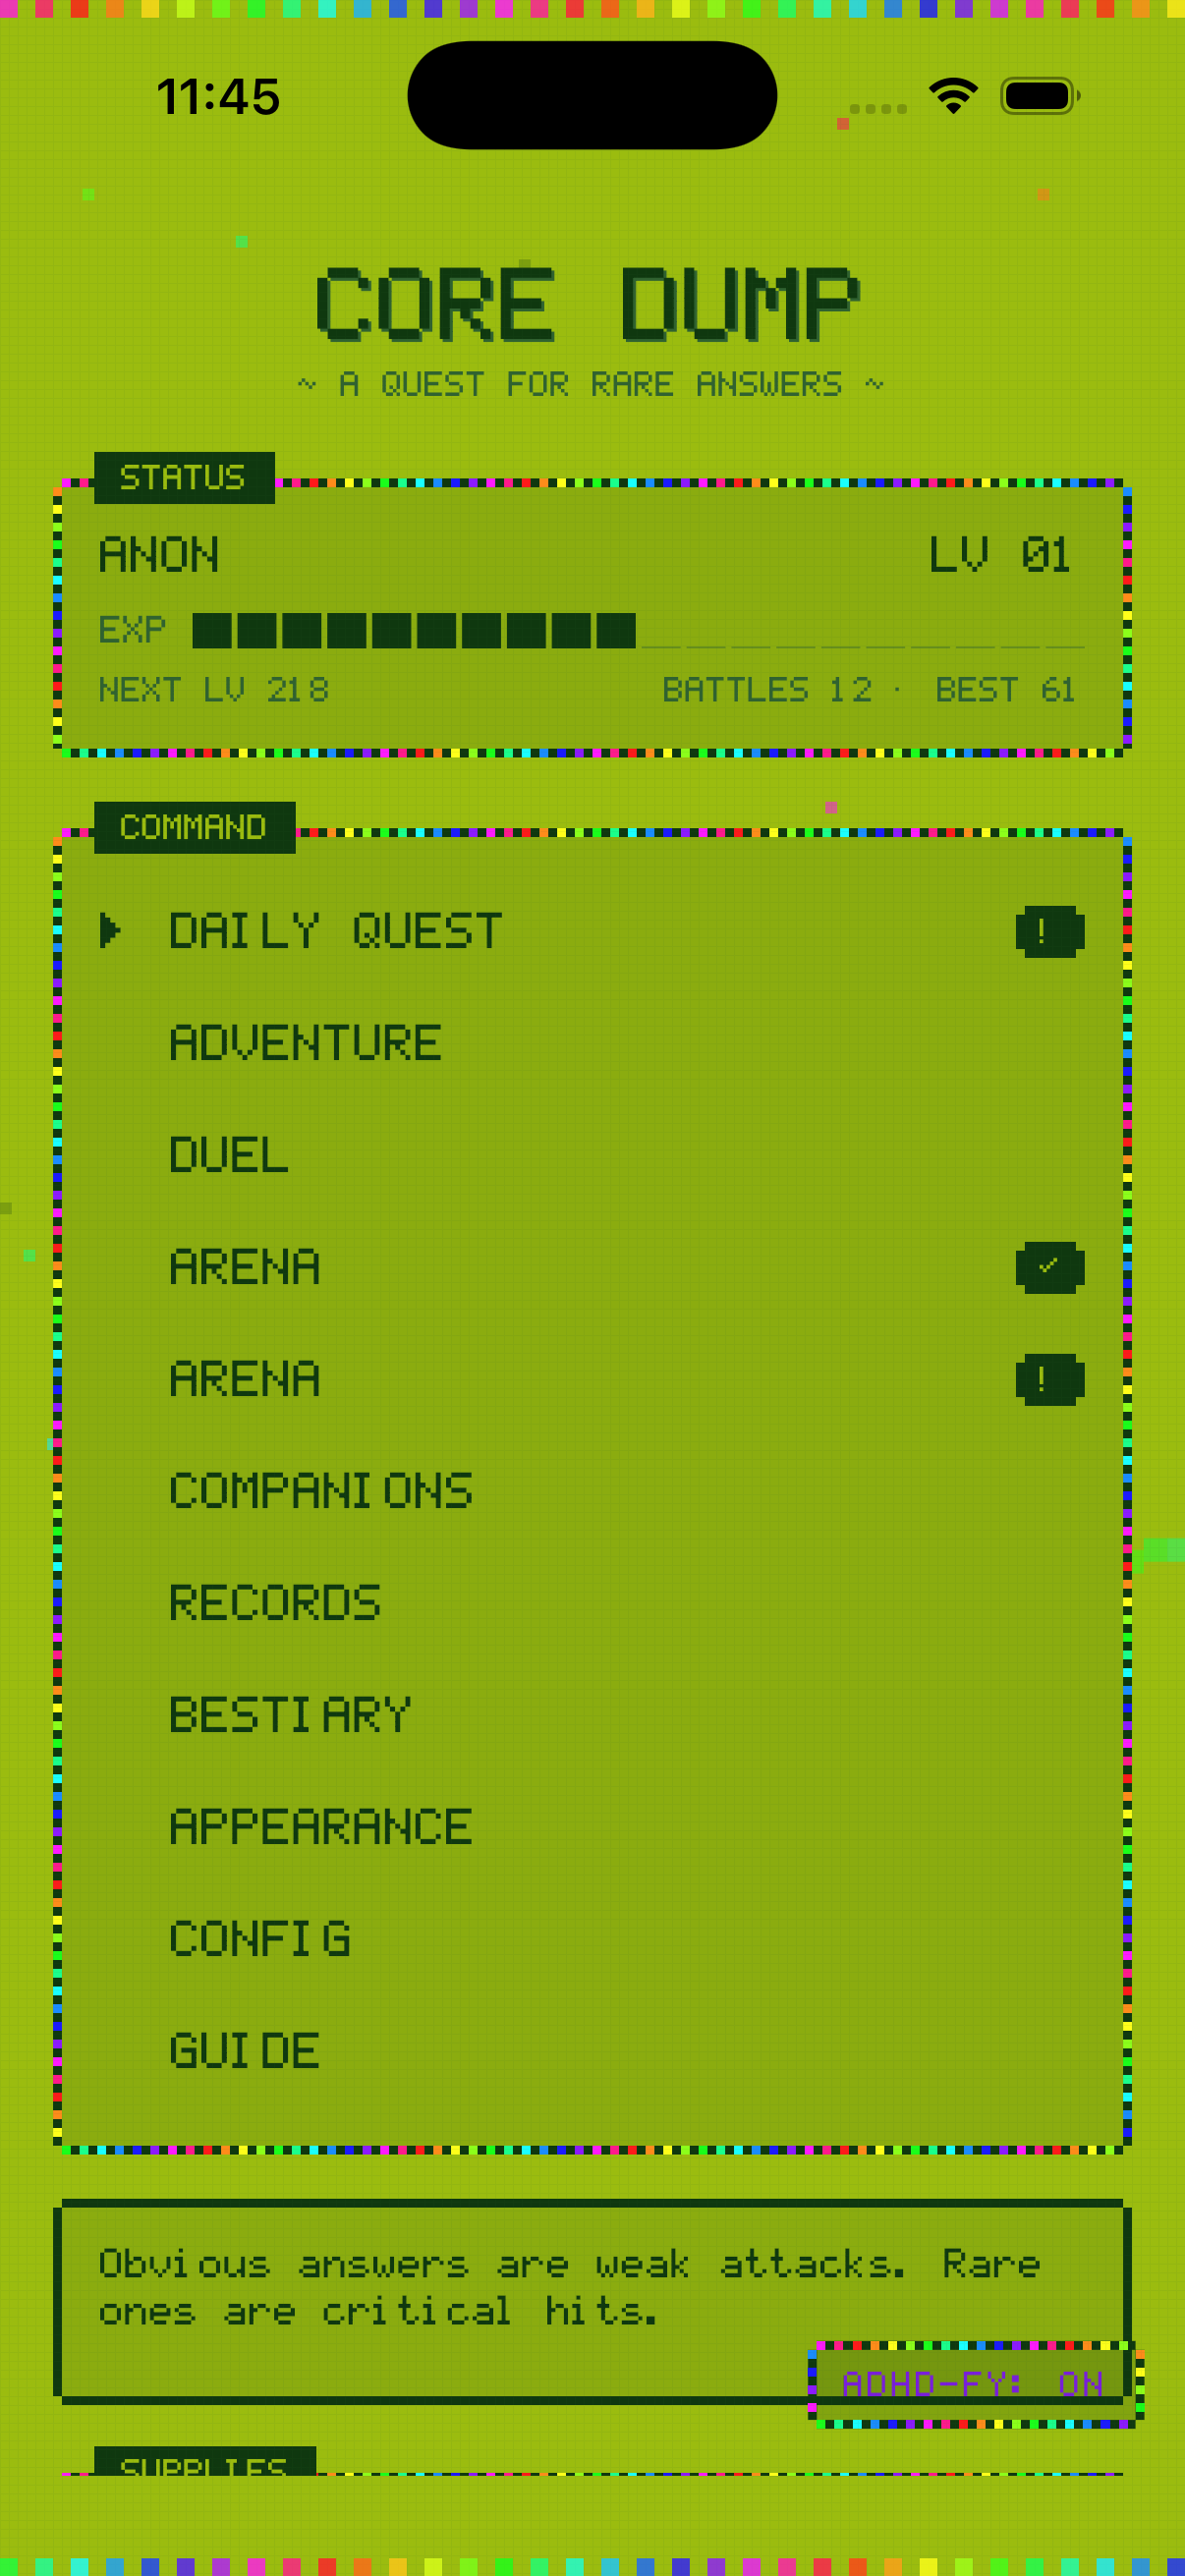 11:45
CORE DUMP
~ A QUEST FOR RARE ANSWERS ~
STATUS
ANON LV 01
EXP
NEXT LV 218 BATTLES 12 · BEST 61
COMMAND
DAILY QUEST !
ADVENTURE
DUEL
ARENA ✓
ARENA !
COMPANIONS
RECORDS
BESTIARY
APPEARANCE
CONFIG
GUIDE
Obvious answers are weak attacks. Rare
ones are critical hits.
ADHD-FY: ON
SUPPLIES